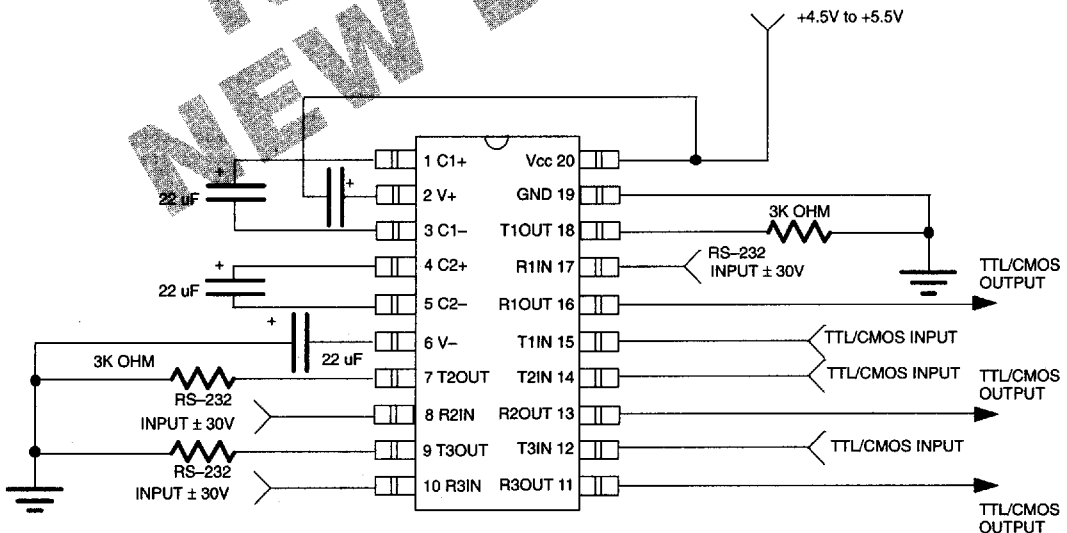 NEW
+4.5V to +5.5V
1 C1+
Vcc 20
+
+
22 uF
2 V+
GND 19
3 C1–
T1OUT 18
3K OHM
4 C2+
R1IN 17
RS–232
INPUT ± 30V
+
22 uF
TTL/CMOS
OUTPUT
5 C2–
R1OUT 16
+
22 uF
6 V–
T1IN 15
TTL/CMOS INPUT
3K OHM
7 T2OUT
T2IN 14
TTL/CMOS INPUT
TTL/CMOS
OUTPUT
RS–232
INPUT ± 30V
8 R2IN
R2OUT 13
9 T3OUT
T3IN 12
TTL/CMOS INPUT
RS–232
INPUT ± 30V
10 R3IN
R3OUT 11
TTL/CMOS
OUTPUT